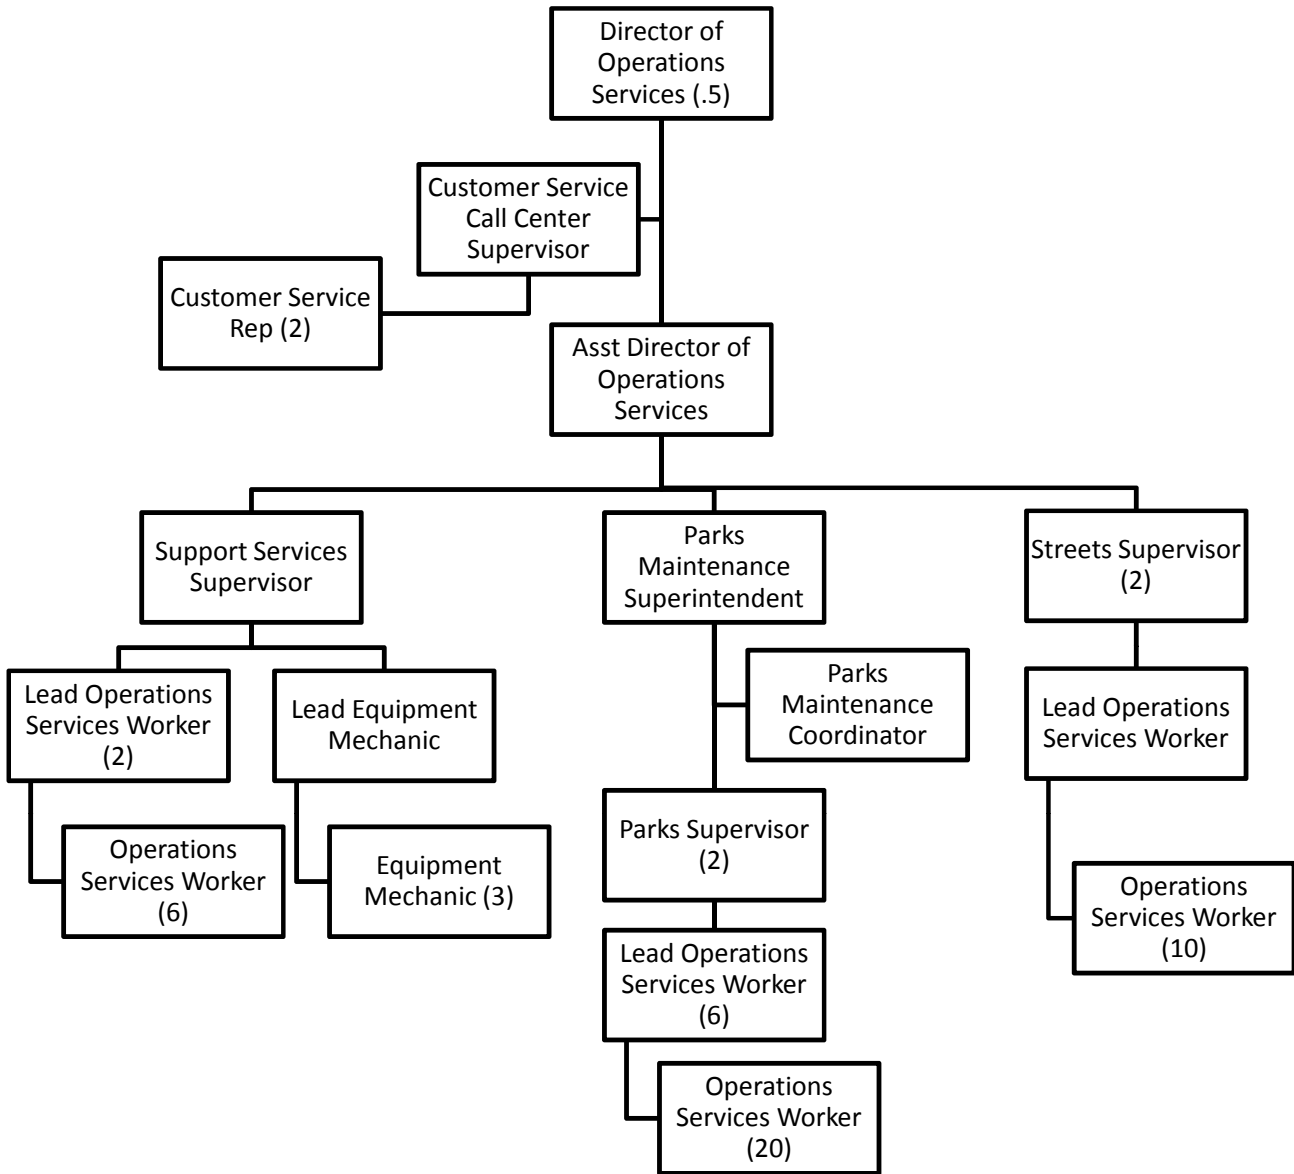 Director of
Operations
Services (.5)
Customer Service
Call Center
Supervisor
Customer Service
Rep (2)
Asst Director of
Operations
Services
Support Services
Supervisor
Parks
Maintenance
Superintendent
Streets Supervisor
(2)
Lead Operations
Services Worker
(2)
Lead Equipment
Mechanic
Parks
Maintenance
Coordinator
Lead Operations
Services Worker
Operations
Services Worker
(6)
Equipment
Mechanic (3)
Parks Supervisor
(2)
Operations
Services Worker
(10)
Lead Operations
Services Worker
(6)
Operations
Services Worker
(20)